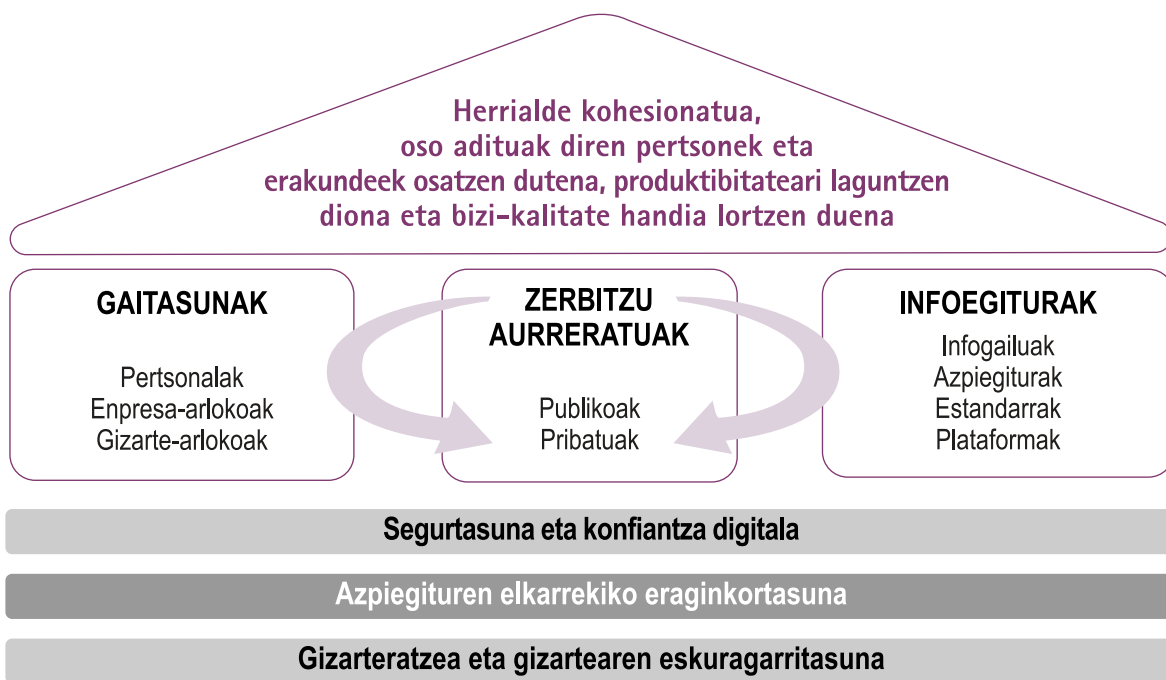 Herrialde kohesionatua,
oso adituak diren pertsonek eta
erakundeek osatzen dutena, produktibitateari laguntzen
diona eta bizi-kalitate handia lortzen duena
GAITASUNAK
Pertsonalak
Enpresa-arlokoak
Gizarte-arlokoak
ZERBITZU
AURRERATUAK
Publikoak
Pribatuak
INFOEGITURAK
Infogailuak
Azpiegiturak
Estandarrak
Plataformak
Segurtasuna eta konfiantza digitala
Azpiegituren elkarrekiko eraginkortasuna
Gizarteratzea eta gizartearen eskuragarritasuna